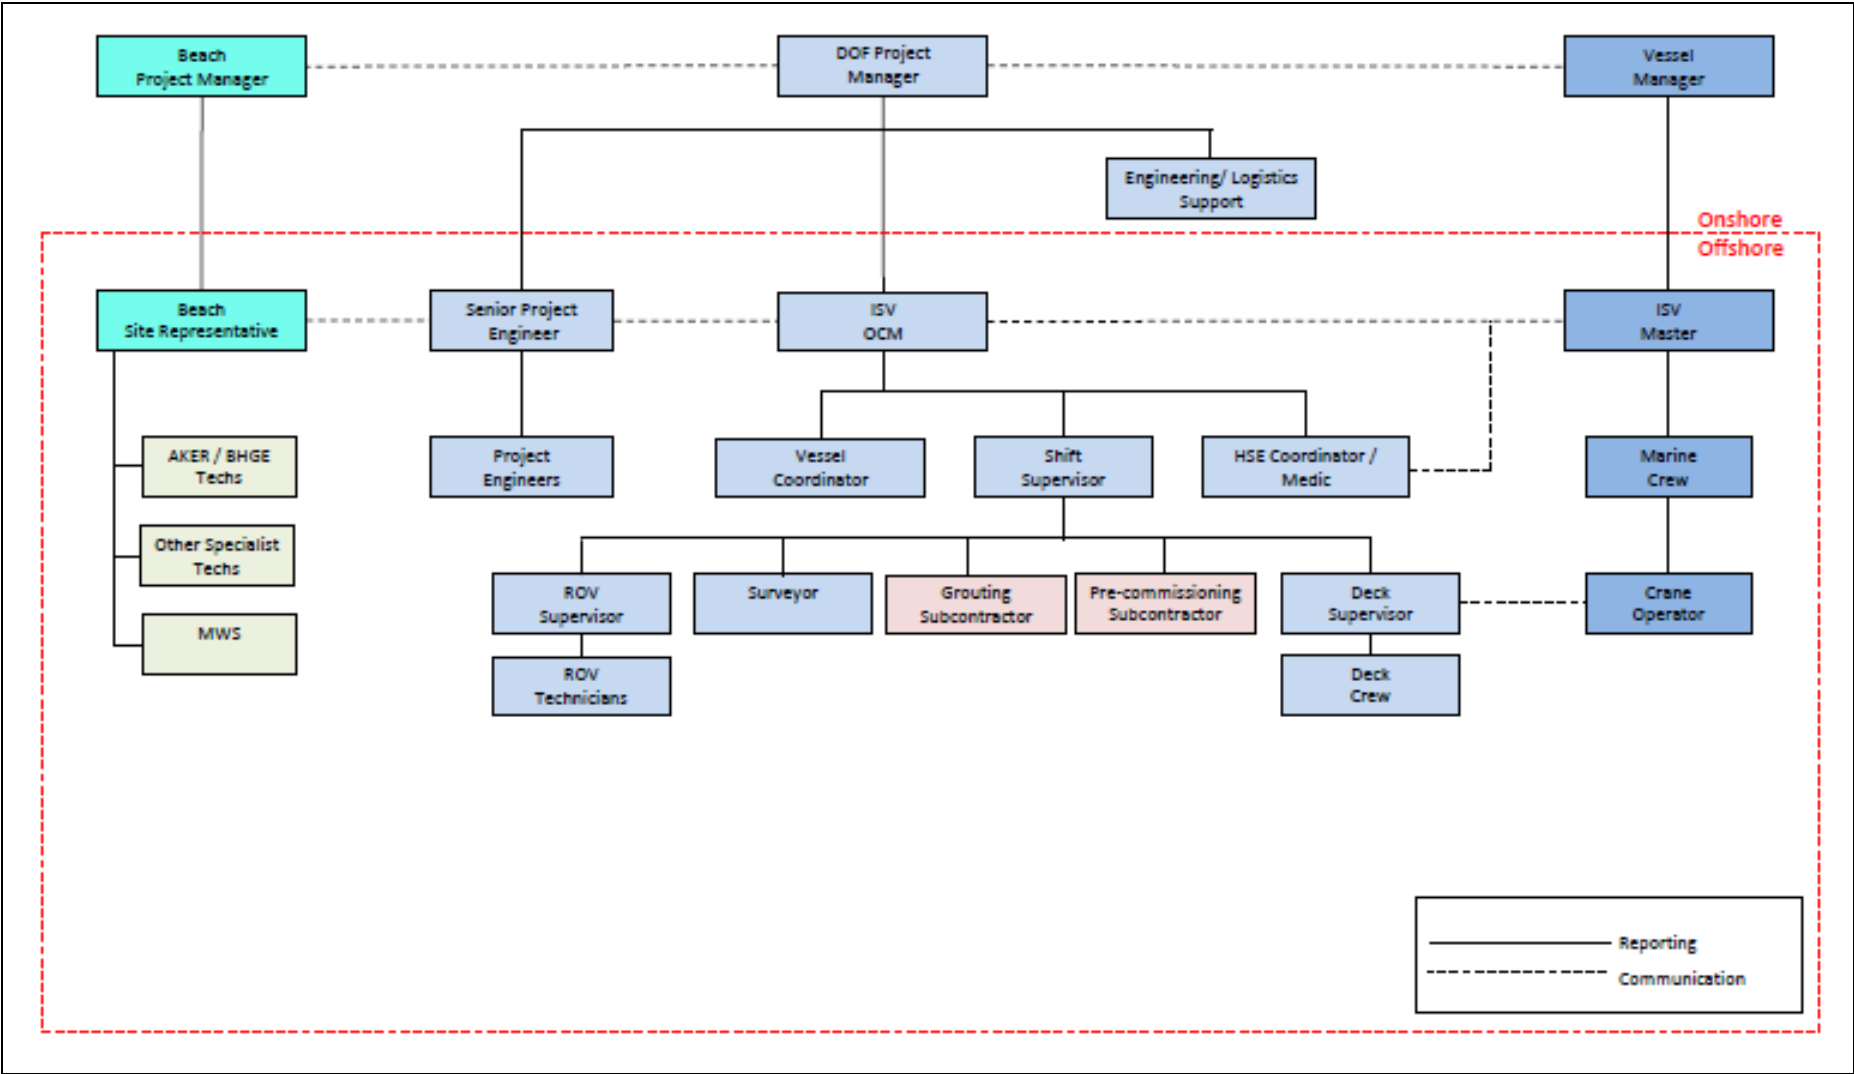 Beach
Project Manager
DOF Project
Manager
Vessel
Manager
Engineering/ Logistics
Support
Onshore
Offshore
Beach
Site Representative
Senior Project
Engineer
ISV
OCM
ISV
Master
AKER / BHGE
Techs
Project
Engineers
Vessel
Coordinator
Shift
Supervisor
HSE Coordinator /
Medic
Marine
Crew
Other Specialist
Techs
ROV
Supervisor
Surveyor
Grouting
Subcontractor
Pre-commissioning
Subcontractor
Deck
Supervisor
Crane
Operator
MWS
ROV
Technicians
Deck
Crew
Reporting
Communication